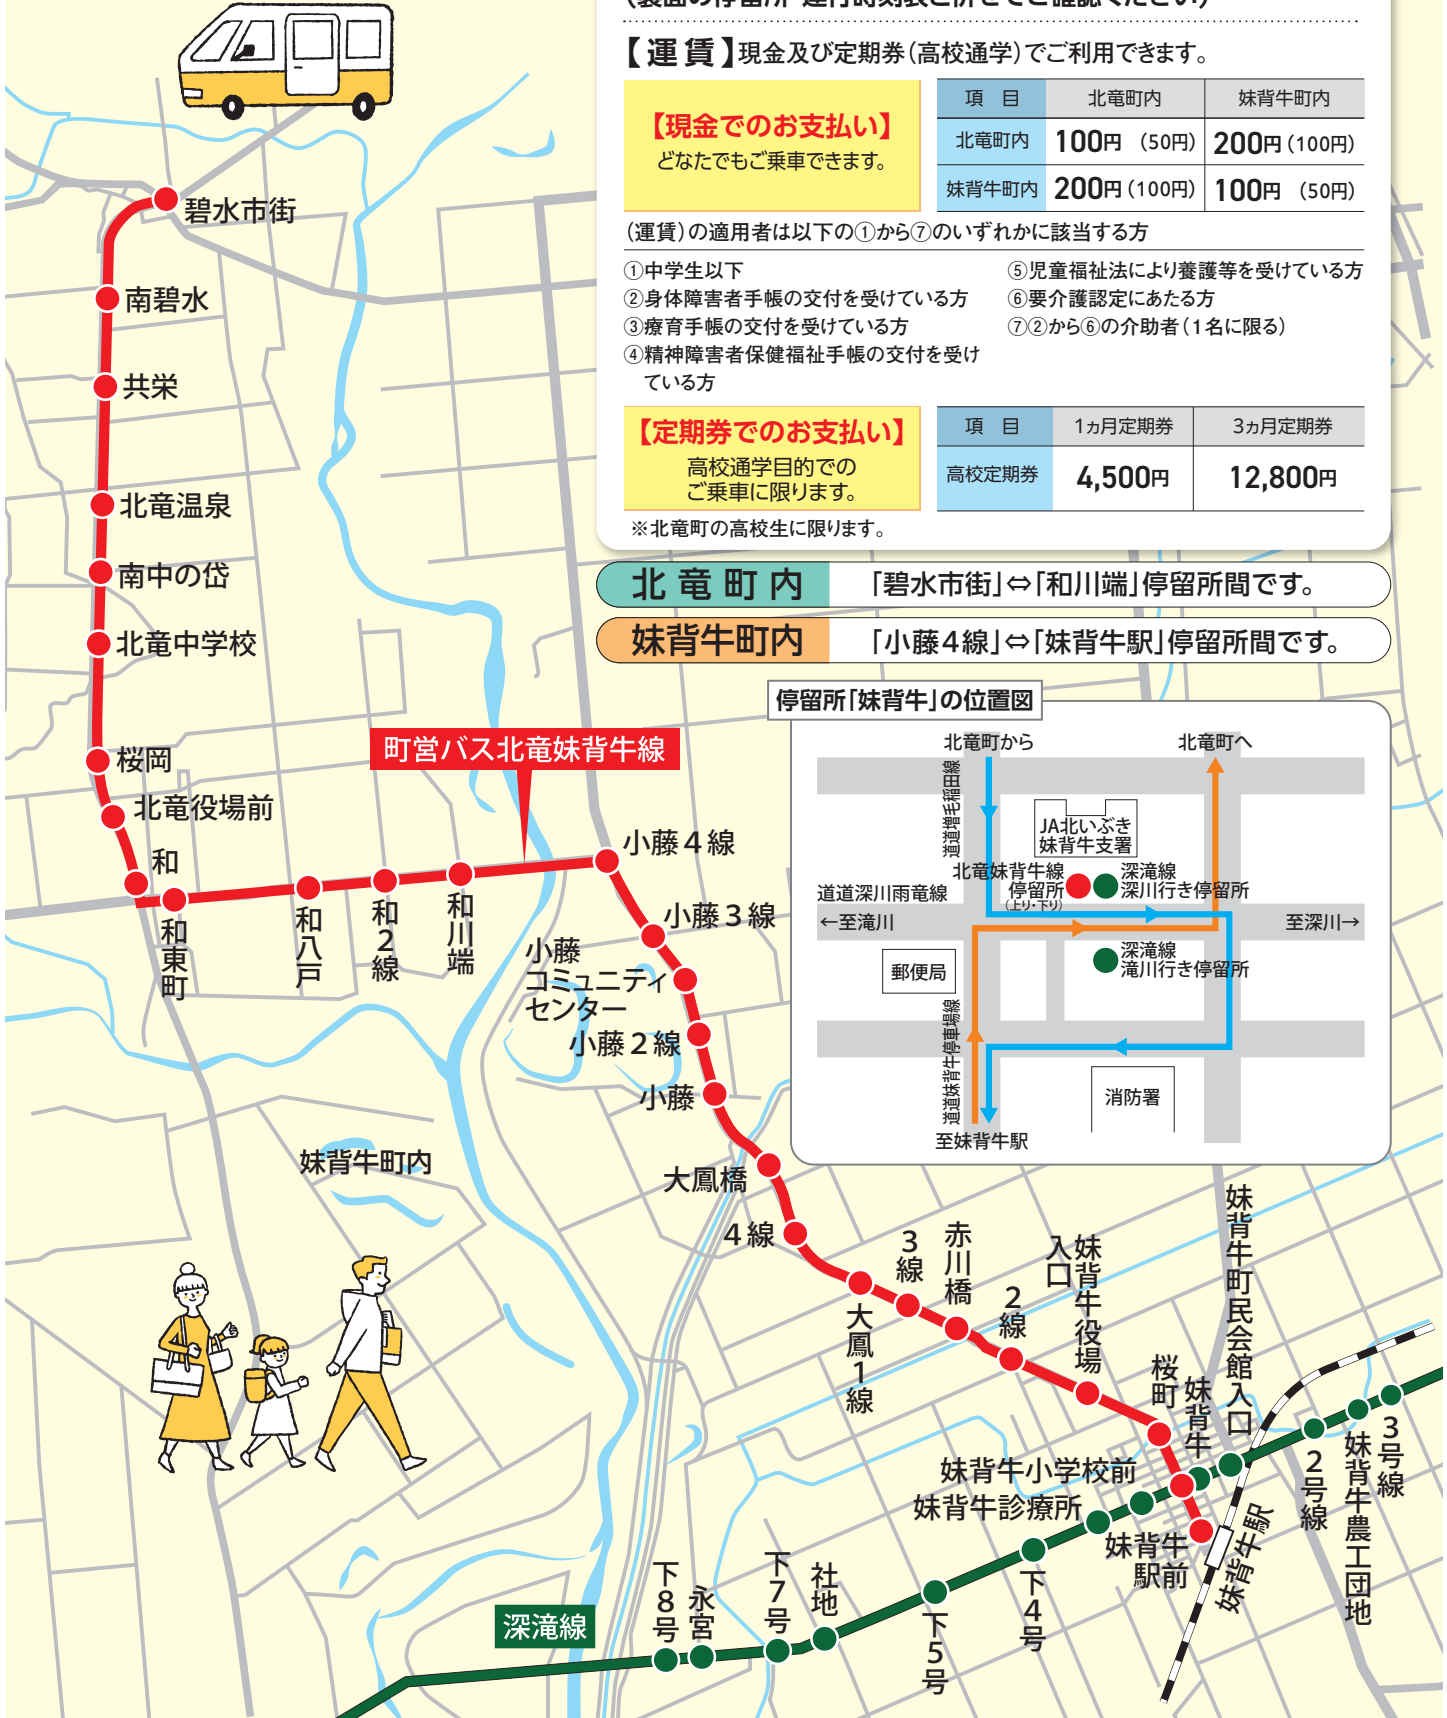 (裏面の停留所・運行時刻表と併せてご確認ください)
【運賃】現金及び定期券(高校通学)でご利用できます。
【現金でのお支払い】
どなたでもご乗車できます。
項 目 北竜町内 妹背牛町内
北竜町内 100円 (50円) 200円(100円)
妹背牛町内 200円(100円) 100円 (50円)
(運賃)の適用者は以下の①から⑦のいずれかに該当する方
①中学生以下
②身体障害者手帳の交付を受けている方
③療育手帳の交付を受けている方
④精神障害者保健福祉手帳の交付を受け
ている方
⑤児童福祉法により養護等を受けている方
⑥要介護認定にあたる方
⑦②から⑥の介助者(1名に限る)
【定期券でのお支払い】
高校通学目的での
ご乗車に限ります。
項 目 1ヵ月定期券 3ヵ月定期券
高校定期券 4,500円 12,800円
※北竜町の高校生に限ります。
北竜町内 「碧水市街」⇔「和川端」停留所間です。
妹背牛町内 「小藤4線」⇔「妹背牛駅」停留所間です。
停留所「妹背牛」の位置図
北竜町から
北竜町へ
道道増毛稲田線
JA北いぶき
妹背牛支署
北竜妹背牛線
停留所
(上り・下り)
深滝線
深川行き停留所
道道深川雨竜線
←至滝川
至深川→
深滝線
滝川行き停留所
郵便局
道道妹背牛停車場線
消防署
至妹背牛駅
碧水市街
南碧水
共栄
北竜温泉
南中の岱
北竜中学校
桜岡
北竜役場前
和
和東町
和八戸
和2線
和川端
町営バス北竜妹背牛線
小藤4線
小藤3線
小藤
コミュニティ
センター
小藤2線
小藤
大鳳橋
4線
大鳳1線
3線
赤川橋
2線
妹背牛役場
入口
桜町
妹背牛
妹背牛町民会館入口
妹背牛町内
妹背牛小学校前
妹背牛診療所
妹背牛
駅前
妹背牛駅
2号線
妹背牛農工団地
3号線
深滝線
下8号
永宮
下7号
社地
下5号
下4号